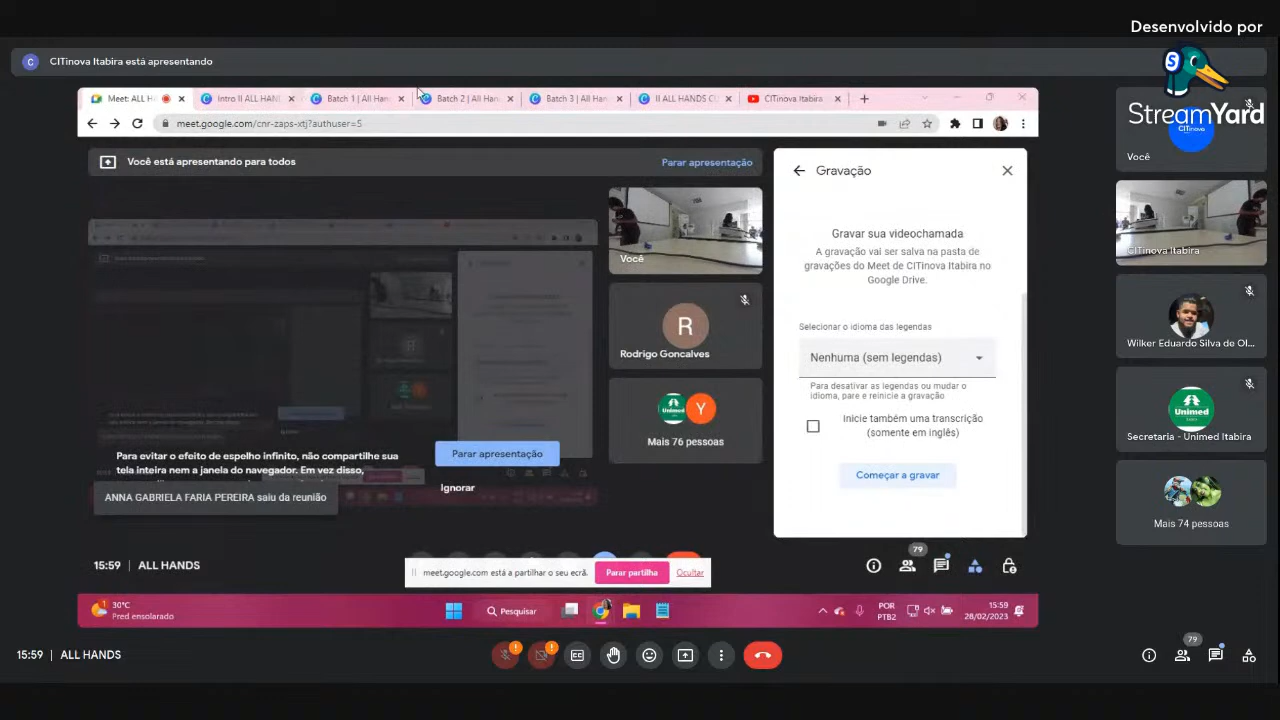 Desenvolvido por
StreamYard
C CITinova Itabira está apresentando
Meet: ALL H
Intro II ALL HAN
Batch 1 | All Han
Batch 2 | All Han
Batch 3 | All Han
II ALL HANDS C
CITinova Itabira
meet.google.com/cnr-zaps-xtj?authuser=5
Você está apresentando para todos
Parar apresentação
Você
R
Rodrigo Goncalves
Unimed
Y
Mais 76 pessoas
Para evitar o efeito de espelho infinito, não compartilhe sua
tela inteira nem a janela do navegador. Em vez disso,
Parar apresentação
Ignorar
ANNA GABRIELA FARIA PEREIRA saiu da reunião
15:59 | ALL HANDS
meet.google.com está a partilhar o seu ecrã.
Parar partilha
Ocultar
Gravação
Gravar sua videochamada
A gravação vai ser salva na pasta de
gravações do Meet de CITinova Itabira no
Google Drive.
Selecionar o idioma das legendas
Nenhuma (sem legendas)
Para desativar as legendas ou mudar o
idioma, pare e reinicie a gravação
Inicie também uma transcrição
(somente em inglês)
Começar a gravar
79
30°C
Pred ensolarado
Pesquisar
POR
PTB2
15:59
28/02/2023
CITinova
Você
CITinova Itabira
Wilker Eduardo Silva de Ol...
Unimed
Itabira
Secretaria - Unimed Itabira
Mais 74 pessoas
15:59 | ALL HANDS
79